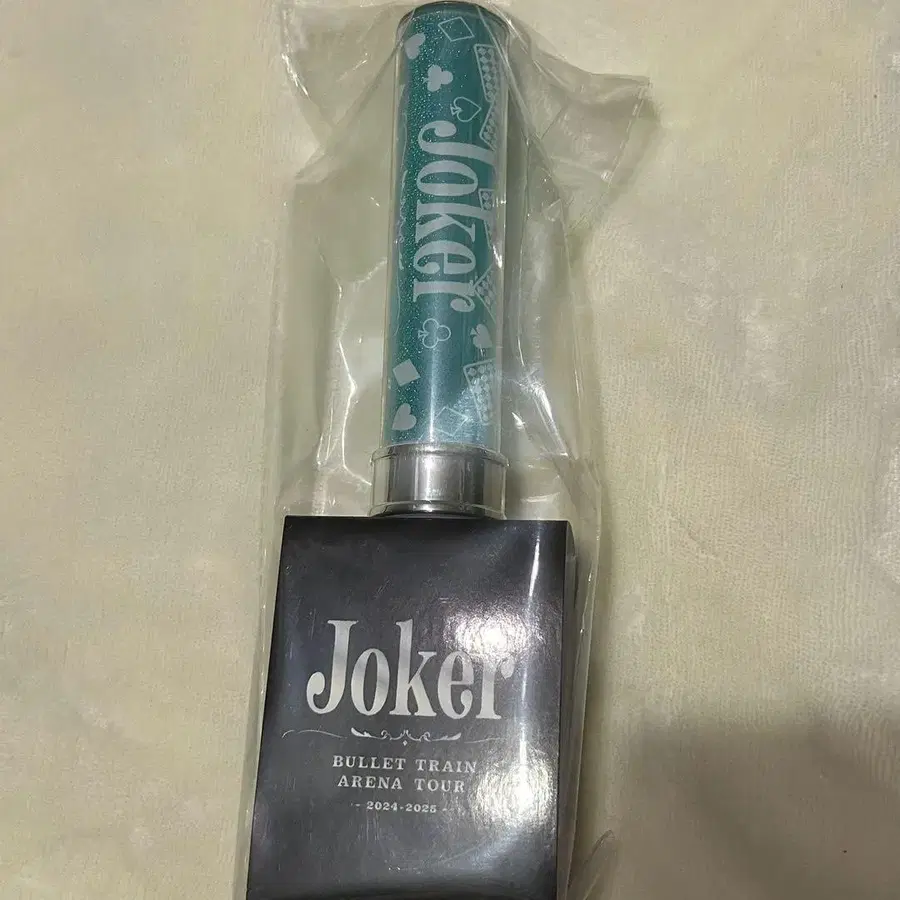 Joker
Joker
BULLET TRAIN
ARENA TOUR
2024-2025